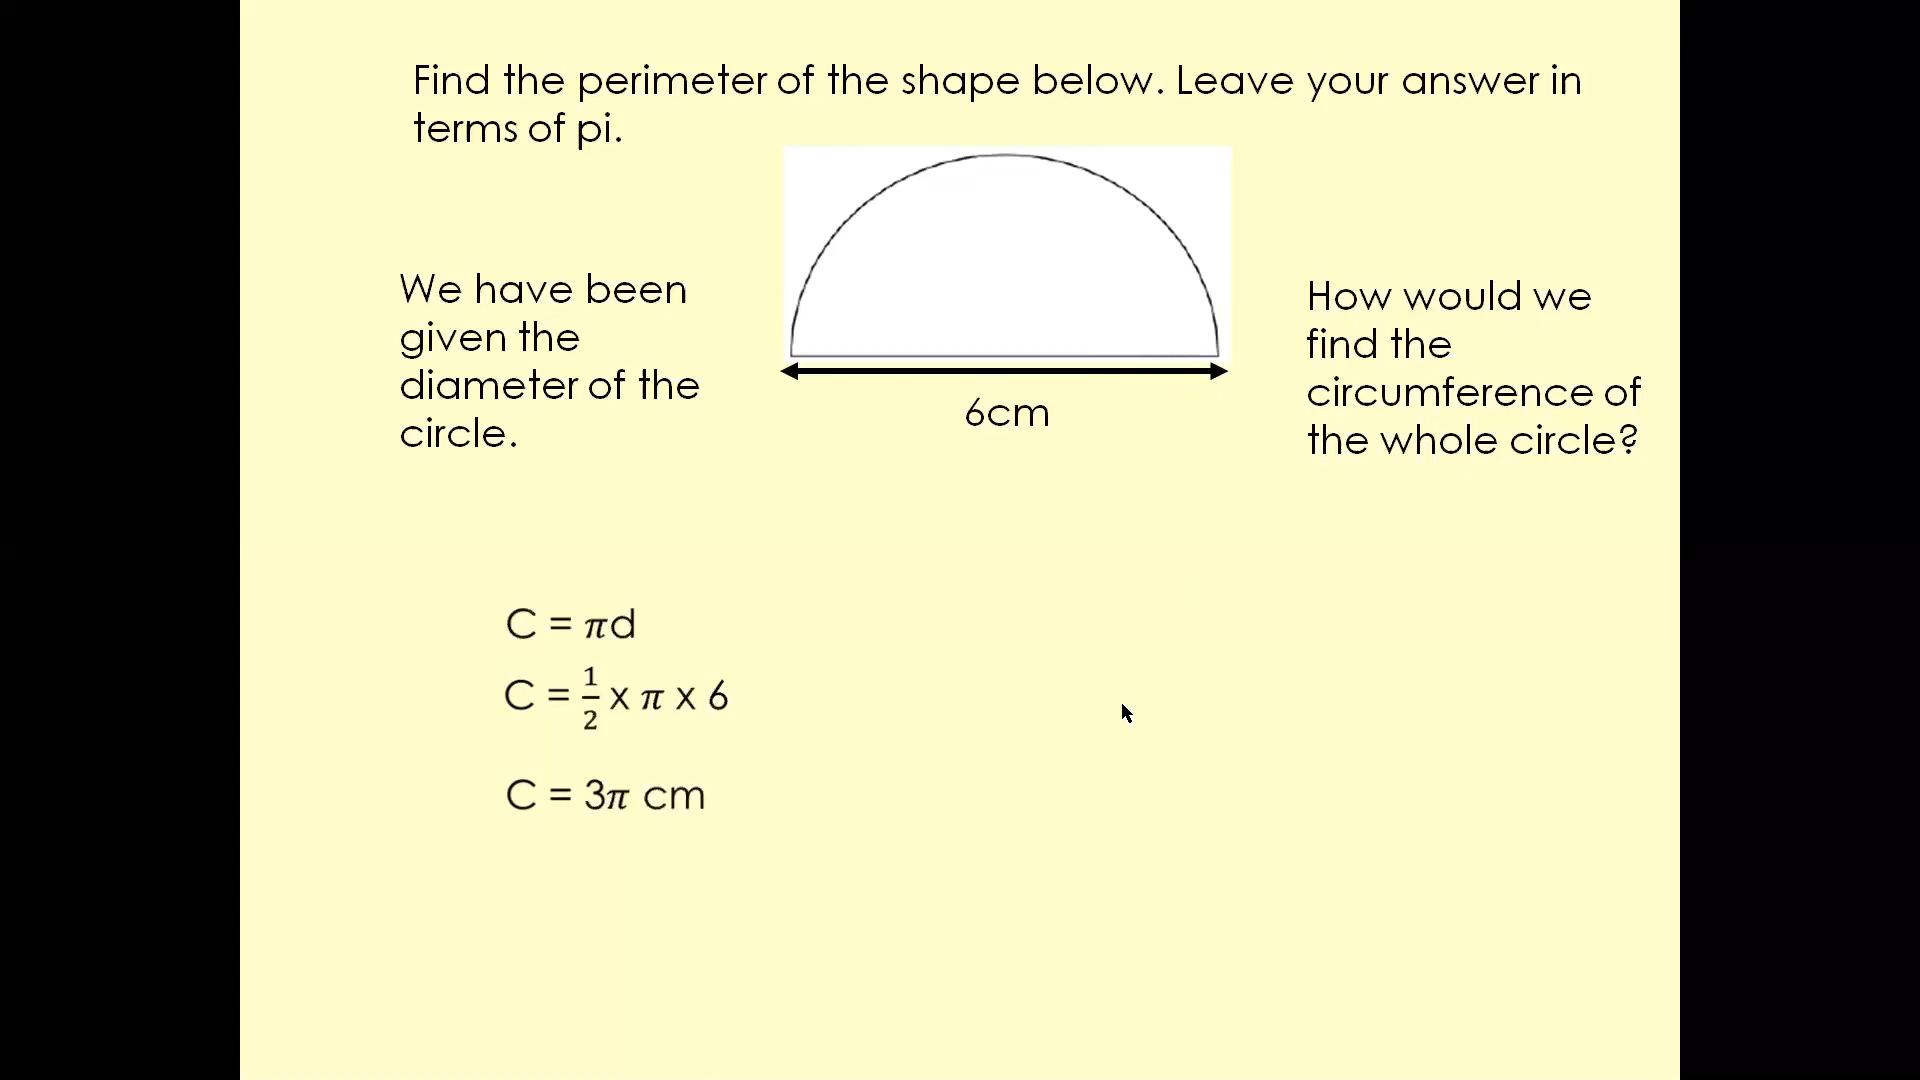 Find the perimeter of the shape below. Leave your answer in
terms of pi.
We have been
given the
diameter of the
circle.
6cm
How would we
find the
circumference of
the whole circle?
C = πd
C = 1/2 x π x 6
C = 3π cm